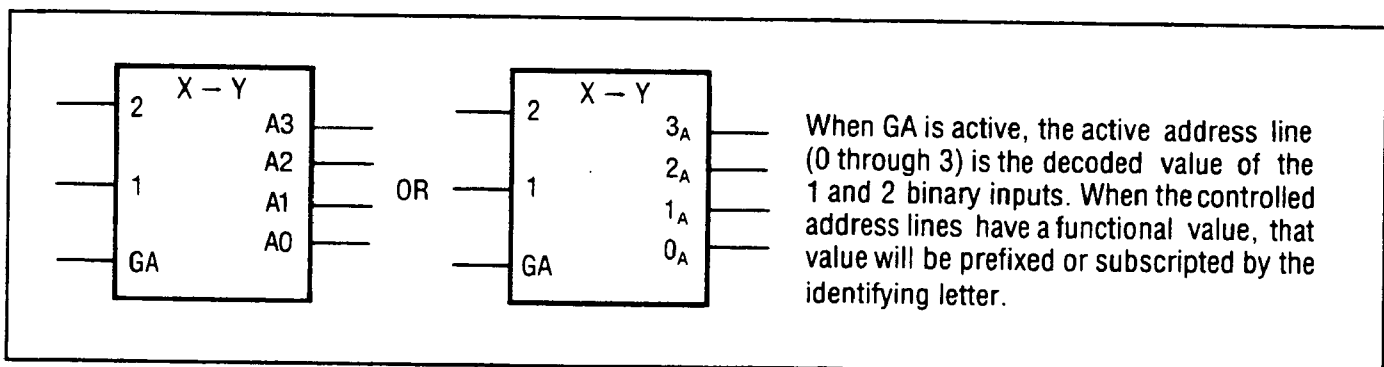 X – Y
2
1
GA
A3
A2
A1
A0
OR
X – Y
2
1
GA
3A
2A
1A
0A
When GA is active, the active address line
(0 through 3) is the decoded value of the
1 and 2 binary inputs. When the controlled
address lines have a functional value, that
value will be prefixed or subscripted by the
identifying letter.